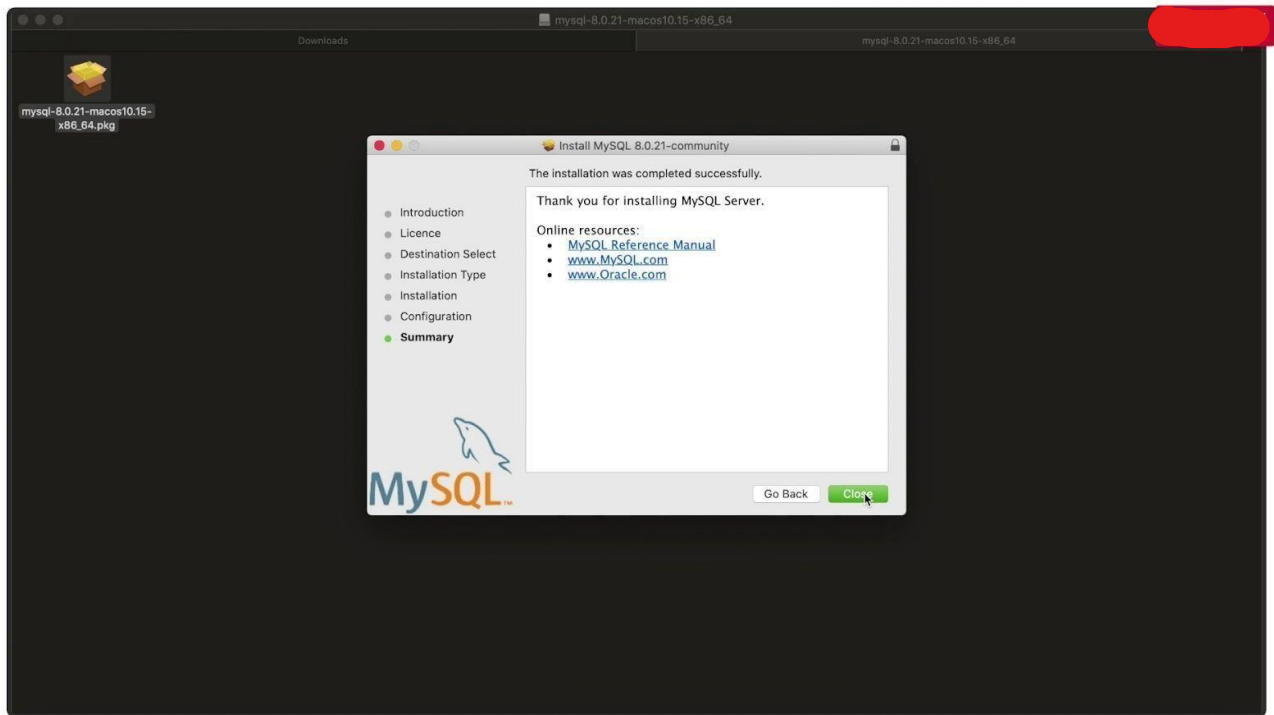 mysql-8.0.21-macos10.15-x86_64
Downloads
mysql-8.0.21-macos10.15-x86_64
mysql-8.0.21-macos10.15-
x86_64.pkg
Install MySQL 8.0.21-community
The installation was completed successfully.
Introduction
Licence
Destination Select
Installation Type
Installation
Configuration
Summary
Thank you for installing MySQL Server.
Online resources:
MySQL Reference Manual
www.MySQL.com
www.Oracle.com
MySQL™
Go Back
Close